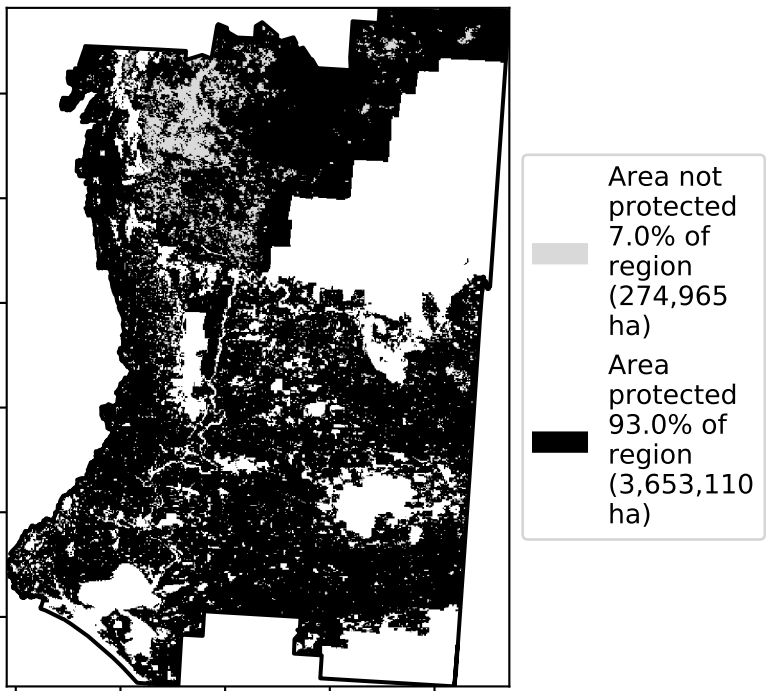 Area not
protected
7.0% of
region
(274,965
ha)
Area
protected
93.0% of
region
(3,653,110
ha)